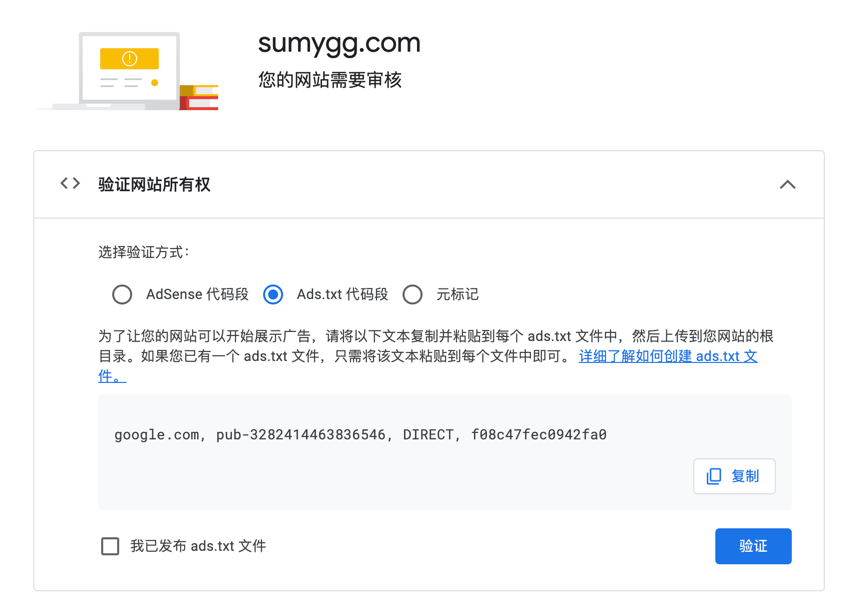 sumygg.com
您的网站需要审核
验证网站所有权
选择验证方式：
AdSense 代码段
Ads.txt 代码段
元标记
为了让您的网站可以开始展示广告，请将以下文本复制并粘贴到每个 ads.txt 文件中，然后上传到您网站的根
目录。如果您已有一个 ads.txt 文件，只需将该文本粘贴到每个文件中即可。 详细了解如何创建 ads.txt 文
件。
google.com, pub-3282414463836546, DIRECT, f08c47fec0942fa0
复制
我已发布 ads.txt 文件
验证